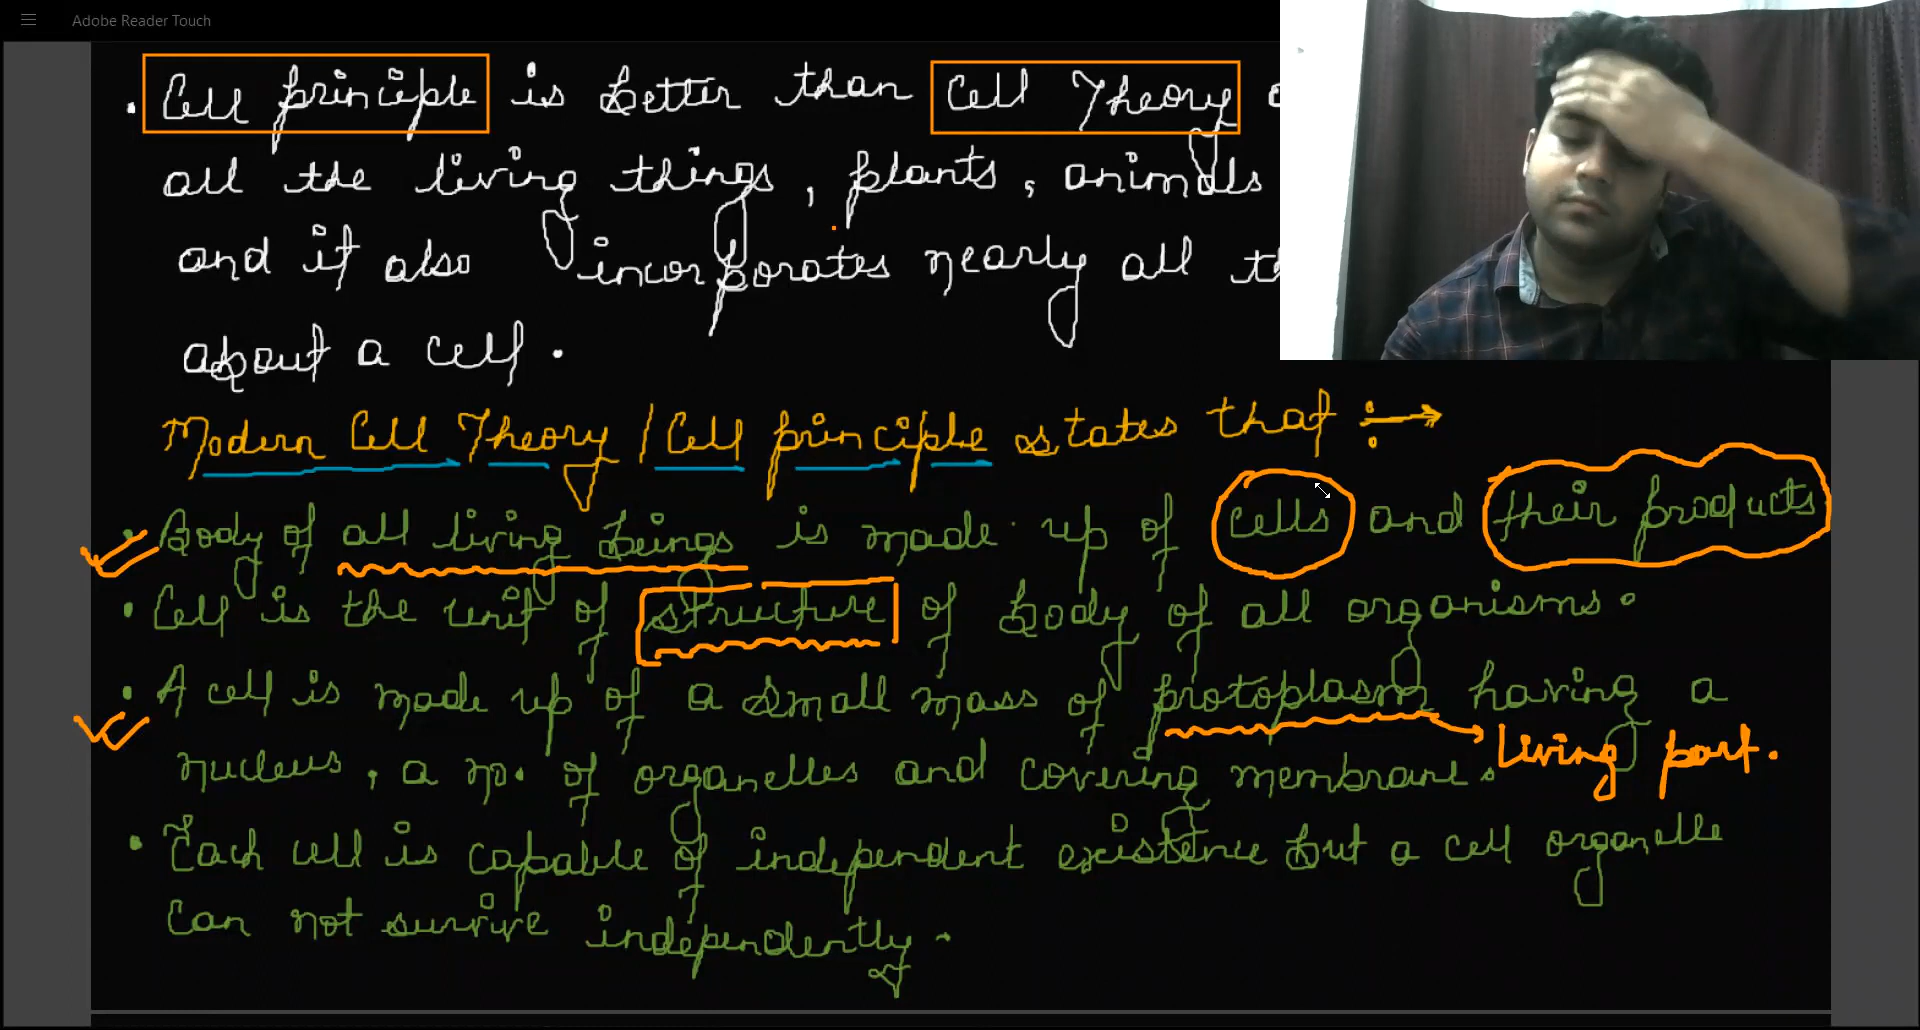 Adobe Reader Touch
. Cell principle is better than Cell Theory
all the living things, plants, animals
and it also incorporates nearly all
about a cell.
Modern Cell Theory / Cell principle states that ÷→
• Body of all living beings is made up of cells and their products
• Cell is the unit of structure of body of all organisms.
• A cell is made up of a small mass of protoplasm having a
nucleus, a no. of organelles and covering membrane.
Living part.
• Each cell is capable of independent existence but a cell organelle
can not survive independently.